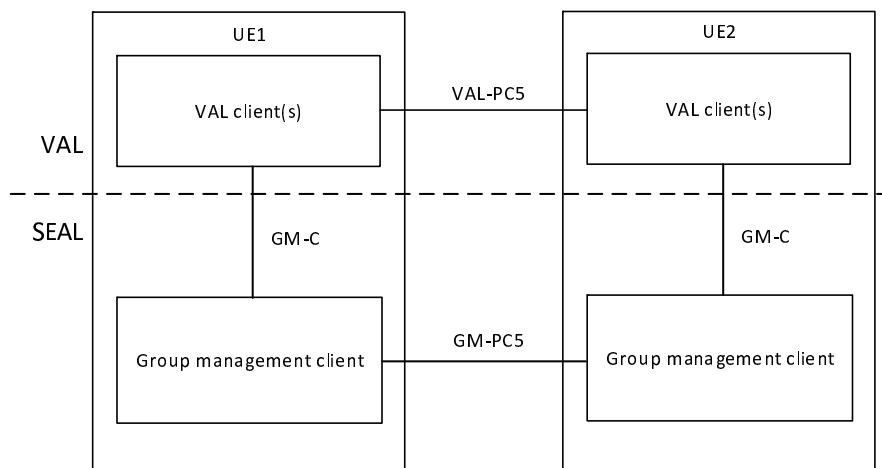 UE1
UE2
VAL client(s)
VAL-PC5
VAL client(s)
VAL
SEAL
GM-C
GM-C
Group management client
GM-PC5
Group management client